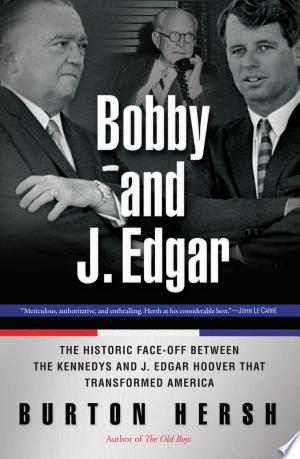 Bobby
and
J. Edgar
"Meticulous, authoritative, and enthralling. Hersh at his considerable best."—JOHN LE CARRÉ
THE HISTORIC FACE-OFF BETWEEN
THE KENNEDYS AND J. EDGAR HOOVER THAT
TRANSFORMED AMERICA
BURTON HERSH
Author of The Old Boys